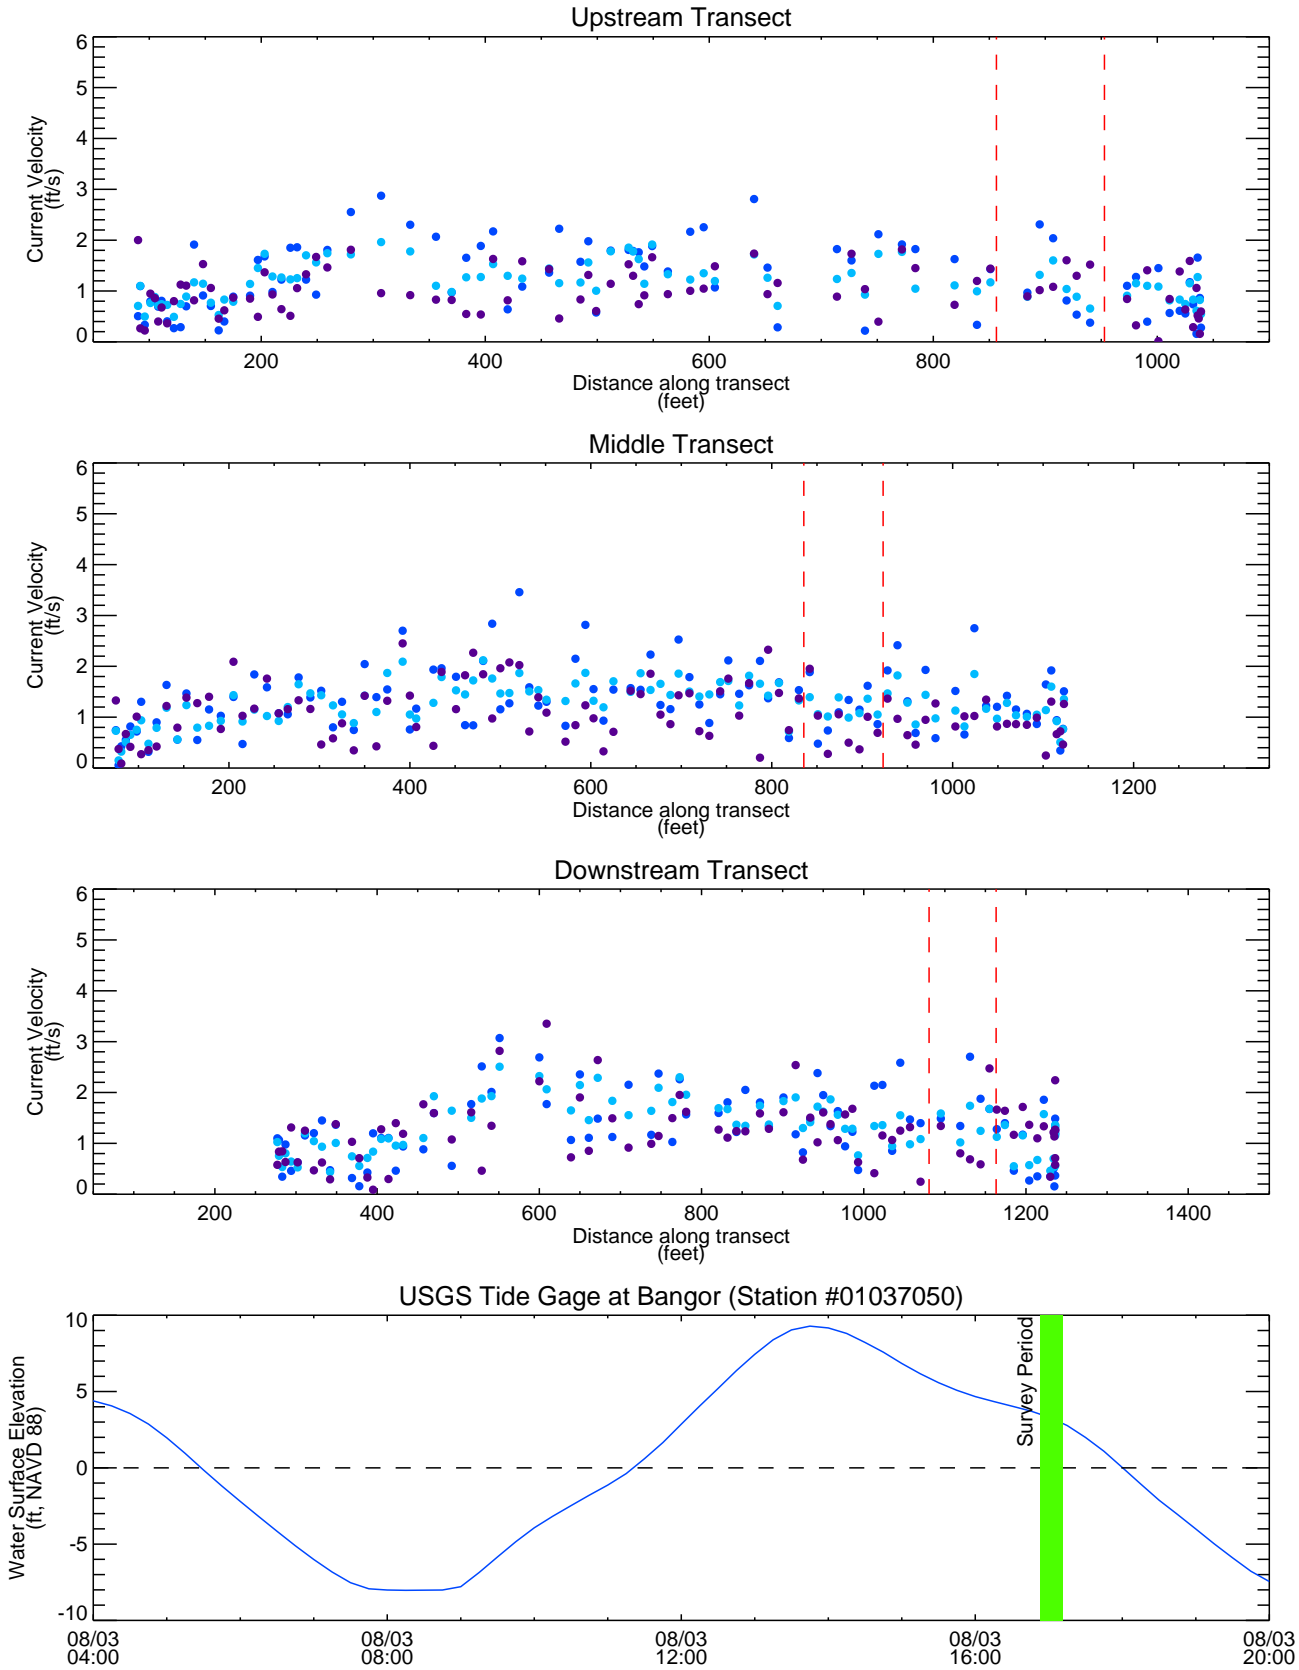 Upstream Transect
6
5
4
3
2
1
0
Current Velocity
(ft/s)
200
400
600
800
1000
Distance along transect
(feet)
Middle Transect
6
5
4
3
2
1
0
Current Velocity
(ft/s)
200
400
600
800
1000
1200
Distance along transect
(feet)
Downstream Transect
6
5
4
3
2
1
0
Current Velocity
(ft/s)
200
400
600
800
1000
1200
1400
Distance along transect
(feet)
USGS Tide Gage at Bangor (Station #01037050)
10
5
0
-5
-10
Water Surface Elevation
(ft, NAVD 88)
Survey Period
08/03
04:00
08/03
08:00
08/03
12:00
08/03
16:00
08/03
20:00